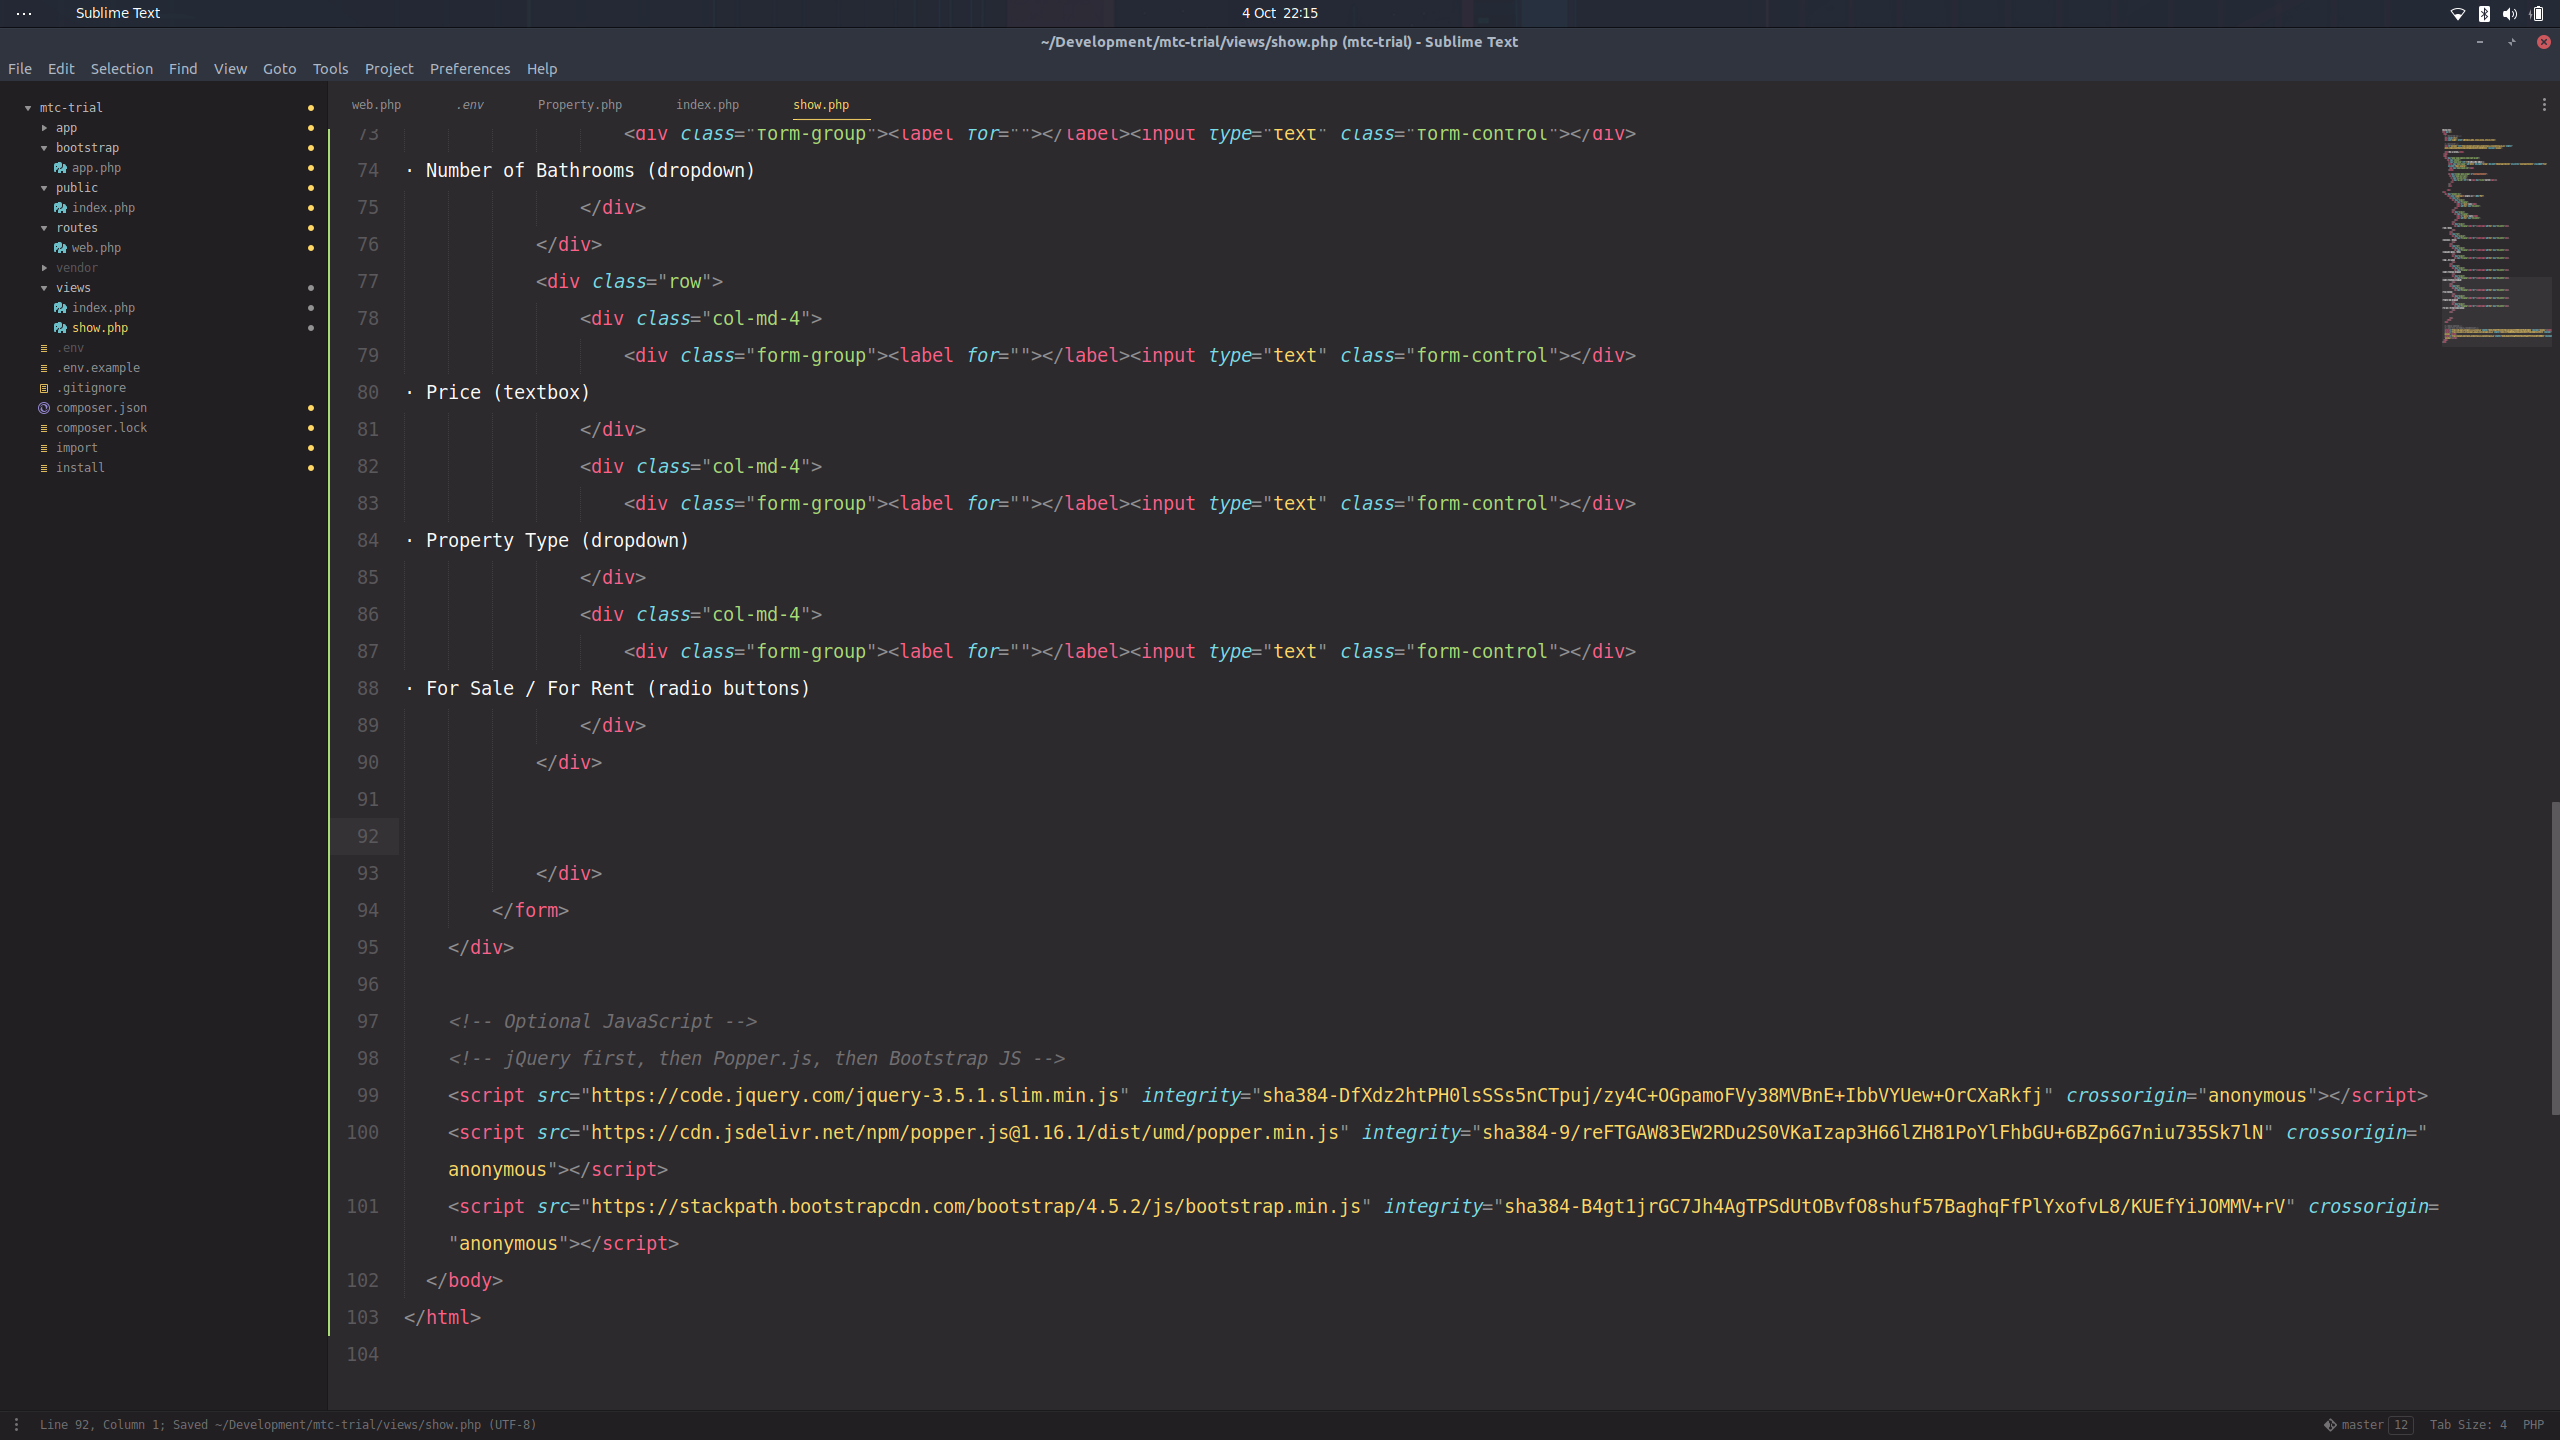 Sublime Text
4 Oct 22:15
~/Development/mtc-trial/views/show.php (mtc-trial) - Sublime Text
File Edit Selection Find View Goto Tools Project Preferences Help
mtc-trial
app
bootstrap
app.php
public
index.php
routes
web.php
vendor
views
index.php
show.php
.env
.env.example
.gitignore
composer.json
composer.lock
import
install
web.php .env Property.php index.php show.php
73 <div class="form-group"><label for=""></label><input type="text" class="form-control"></div>
74 · Number of Bathrooms (dropdown)
75 </div>
76 </div>
77 <div class="row">
78 <div class="col-md-4">
79 <div class="form-group"><label for=""></label><input type="text" class="form-control"></div>
80 · Price (textbox)
81 </div>
82 <div class="col-md-4">
83 <div class="form-group"><label for=""></label><input type="text" class="form-control"></div>
84 · Property Type (dropdown)
85 </div>
86 <div class="col-md-4">
87 <div class="form-group"><label for=""></label><input type="text" class="form-control"></div>
88 · For Sale / For Rent (radio buttons)
89 </div>
90 </div>
91
92
93 </div>
94 </form>
95 </div>
96
97 <!-- Optional JavaScript -->
98 <!-- jQuery first, then Popper.js, then Bootstrap JS -->
99 <script src="https://code.jquery.com/jquery-3.5.1.slim.min.js" integrity="sha384-DfXdz2htPH0lsSSs5nCTpuj/zy4C+OGpamoFVy38MVBnE+IbbVYUew+OrCXaRkfj" crossorigin="anonymous"></script>
100 <script src="https://cdn.jsdelivr.net/npm/popper.js@1.16.1/dist/umd/popper.min.js" integrity="sha384-9/reFTGAW83EW2RDu2S0VKaIzap3H66lZH81PoYlFhbGU+6BZp6G7niu735Sk7lN" crossorigin="
anonymous"></script>
101 <script src="https://stackpath.bootstrapcdn.com/bootstrap/4.5.2/js/bootstrap.min.js" integrity="sha384-B4gt1jrGC7Jh4AgTPSdUtOBvfO8shuf57BaghqFfPlYxofvL8/KUEfYiJOMMV+rV" crossorigin=
"anonymous"></script>
102 </body>
103 </html>
104
Line 92, Column 1; Saved ~/Development/mtc-trial/views/show.php (UTF-8)
master 12 Tab Size: 4 PHP